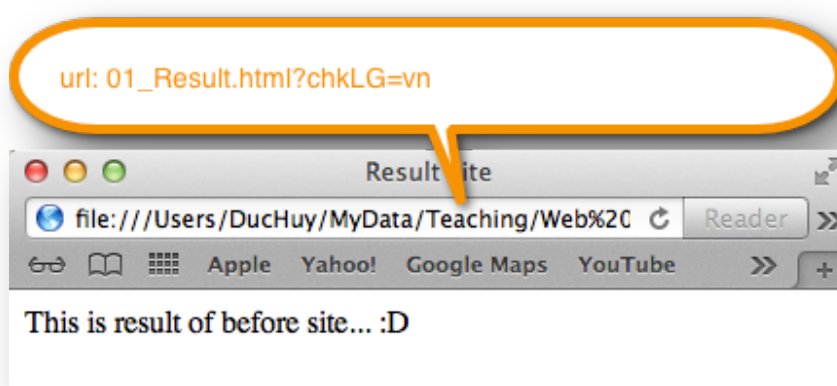 url: 01_Result.html?chkLG=vn
Result
file:///Users/DucHuy/MyData/Teaching/Web%20
Reader
Apple Yahoo! Google Maps YouTube
This is result of before site... :D